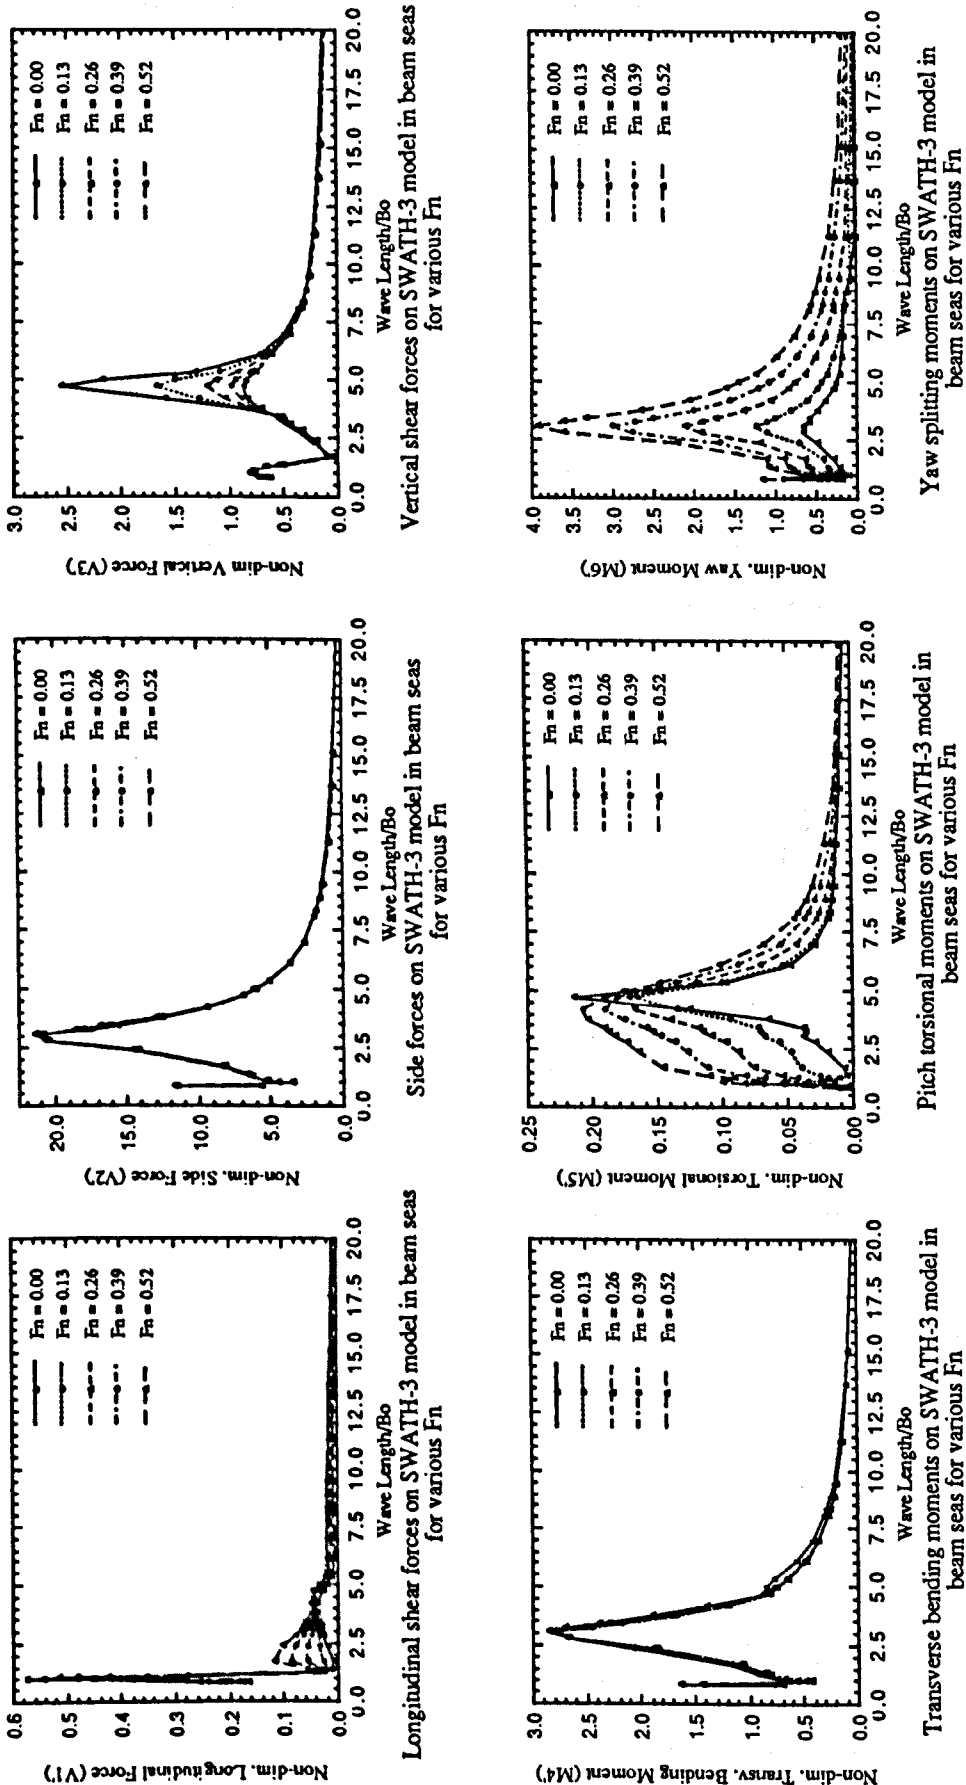 Non-dim. Longitudinal Force (V1')
0.6
0.5
0.4
0.3
0.2
0.1
0.0
Fn = 0.00
Fn = 0.13
Fn = 0.26
Fn = 0.39
Fn = 0.52
0.0 2.5 5.0 7.5 10.0 12.5 15.0 17.5 20.0
Wave Length/Bo
Longitudinal shear forces on SWATH-3 model in beam seas
for various Fn
Non-dim. Side Force (V2')
20.0
15.0
10.0
5.0
0.0
Fn = 0.00
Fn = 0.13
Fn = 0.26
Fn = 0.39
Fn = 0.52
0.0 2.5 5.0 7.5 10.0 12.5 15.0 17.5 20.0
Wave Length/Bo
Side forces on SWATH-3 model in beam seas
for various Fn
Non-dim Vertical Force (V3')
3.0
2.5
2.0
1.5
1.0
0.5
0.0
Fn = 0.00
Fn = 0.13
Fn = 0.26
Fn = 0.39
Fn = 0.52
0.0 2.5 5.0 7.5 10.0 12.5 15.0 17.5 20.0
Wave Length/Bo
Vertical shear forces on SWATH-3 model in beam seas
for various Fn
Non-dim. Transv. Bending Moment (M4')
3.0
2.5
2.0
1.5
1.0
0.5
0.0
Fn = 0.00
Fn = 0.13
Fn = 0.26
Fn = 0.39
Fn = 0.52
0.0 2.5 5.0 7.5 10.0 12.5 15.0 17.5 20.0
Wave Length/Bo
Transverse bending moments on SWATH-3 model in
beam seas for various Fn
Non-dim. Torsional Moment (M5')
0.25
0.20
0.15
0.10
0.05
0.00
Fn = 0.00
Fn = 0.13
Fn = 0.26
Fn = 0.39
Fn = 0.52
0.0 2.5 5.0 7.5 10.0 12.5 15.0 17.5 20.0
Wave Length/Bo
Pitch torsional moments on SWATH-3 model in
beam seas for various Fn
Non-dim. Yaw Moment (M6')
4.0
3.5
3.0
2.5
2.0
1.5
1.0
0.5
0.0
Fn = 0.00
Fn = 0.13
Fn = 0.26
Fn = 0.39
Fn = 0.52
0.0 2.5 5.0 7.5 10.0 12.5 15.0 17.5 20.0
Wave Length/Bo
Yaw splitting moments on SWATH-3 model in
beam seas for various Fn